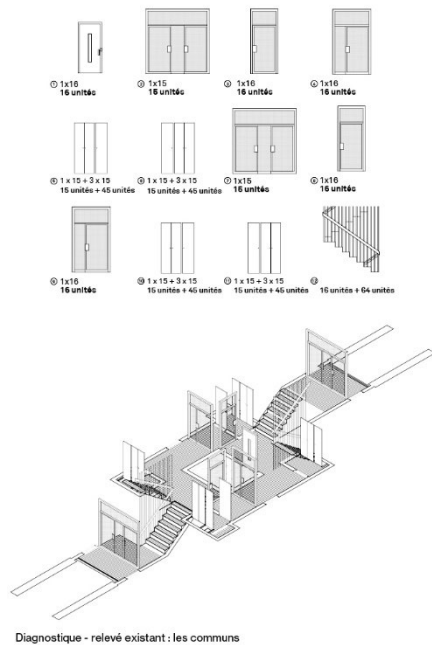 ① 1x16
16 unités
② 1x15
15 unités
③ 1x16
16 unités
④ 1x16
16 unités
⑤ 1 x 15 + 3 x 15
15 unités + 45 unités
⑥ 1 x 15 + 3 x 15
15 unités + 45 unités
⑦ 1x15
15 unités
⑧ 1x16
16 unités
⑨ 1x16
16 unités
⑩ 1 x 15 + 3 x 15
15 unités + 45 unités
⑪ 1 x 15 + 3 x 15
15 unités + 45 unités
⑫
16 unités + 64 unités
Diagnostique - relevé existant : les communs